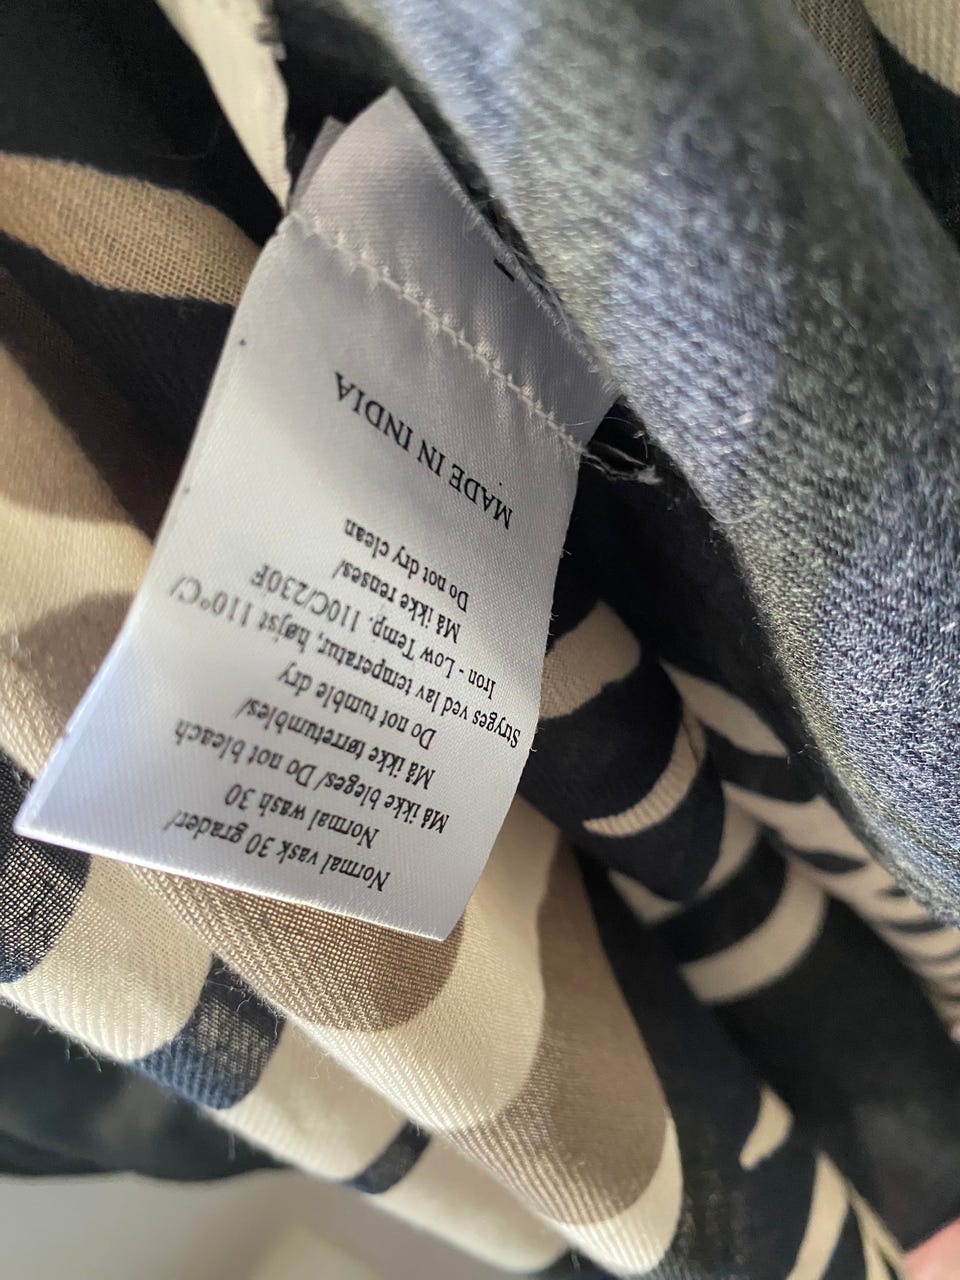 Normal vask 30 grader/
Normal wash 30
Må ikke bleges/ Do not bleach
Må ikke tørretumbles/
Do not tumble dry
Stryges ved lav temperatur, højst 110°C/
Iron - Low Temp. 110C/230F
Må ikke renses/
Do not dry clean
MADE IN INDIA